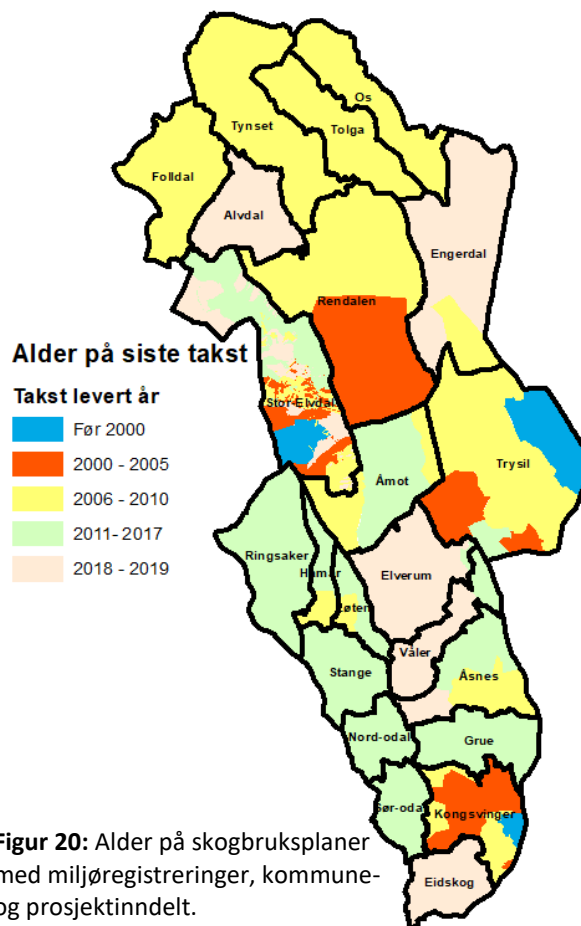 Os
Tynset
Tolga
Folldal
Alvdal
Engerdal
Rendalen
Alder på siste takst
Takst levert år
Før 2000
2000 - 2005
2006 - 2010
2011- 2017
2018 - 2019
Stor-Elvdal
Trysil
Åmot
Ringsaker
Hamar
Elverum
Løten
Våler
Stange
Åsnes
Nord-odal
Grue
Sør-odal
Kongsvinger
Eidskog
Figur 20: Alder på skogbruksplaner
med miljøregistreringer, kommune-
og prosjektinndelt.